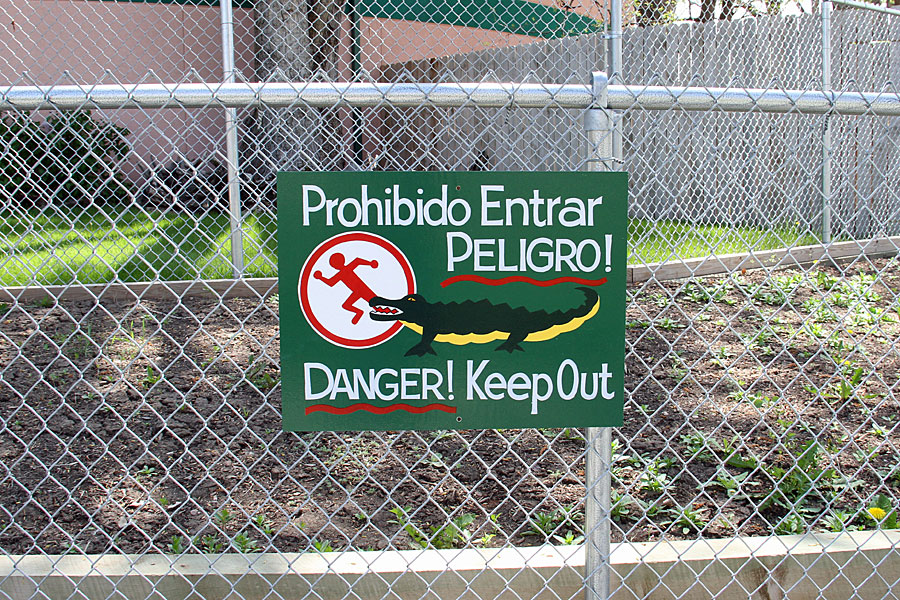 Prohibido Entrar
PELIGRO!
DANGER! Keep Out